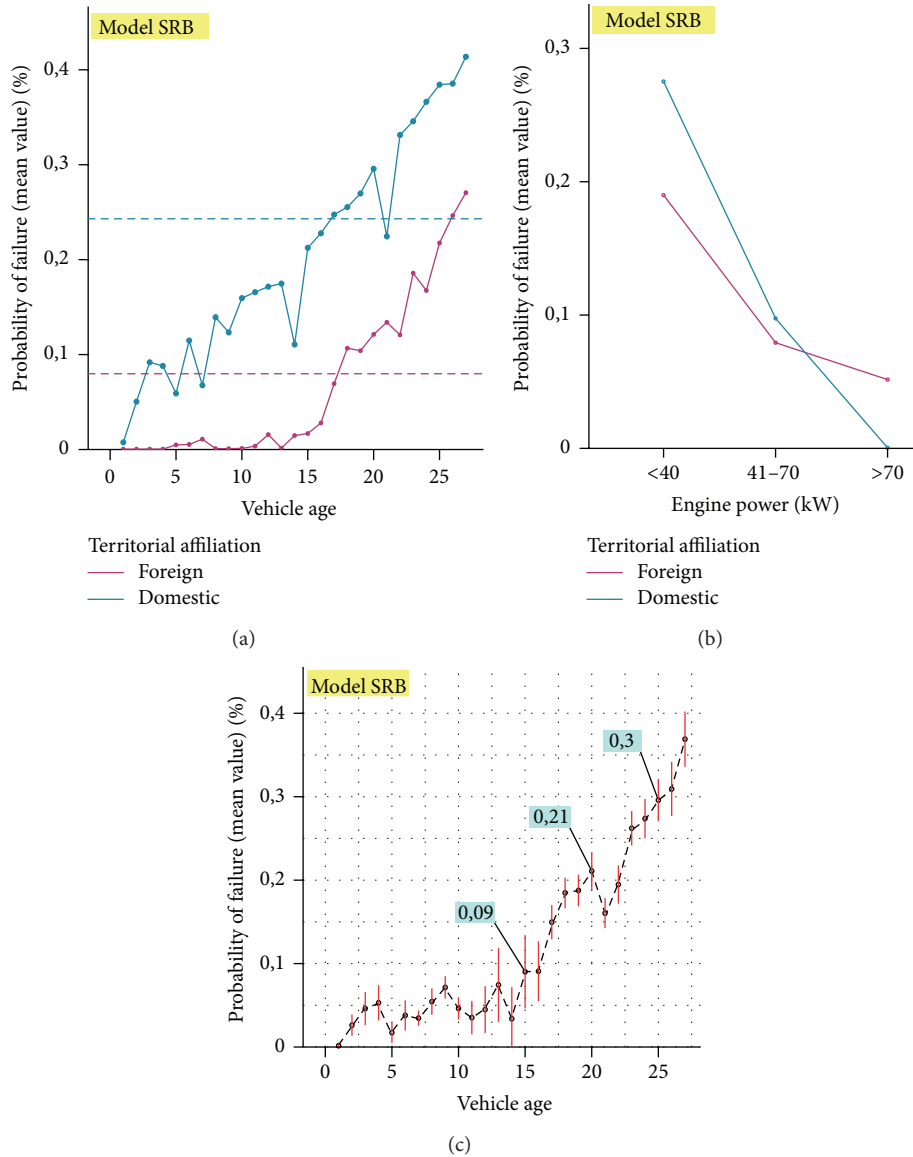 Model SRB
Probability of failure (mean value) (%)
0,4
0,3
0,2
0,1
0
0 5 10 15 20 25
Vehicle age
Territorial affiliation
Foreign
Domestic
(a)
Model SRB
Probability of failure (mean value) (%)
0,3
0,2
0,1
0
<40 41–70 >70
Engine power (kW)
Territorial affiliation
Foreign
Domestic
(b)
Model SRB
Probability of failure (mean value) (%)
0,4
0,3
0,2
0,1
0
0,3
0,21
0,09
0 5 10 15 20 25
Vehicle age
(c)